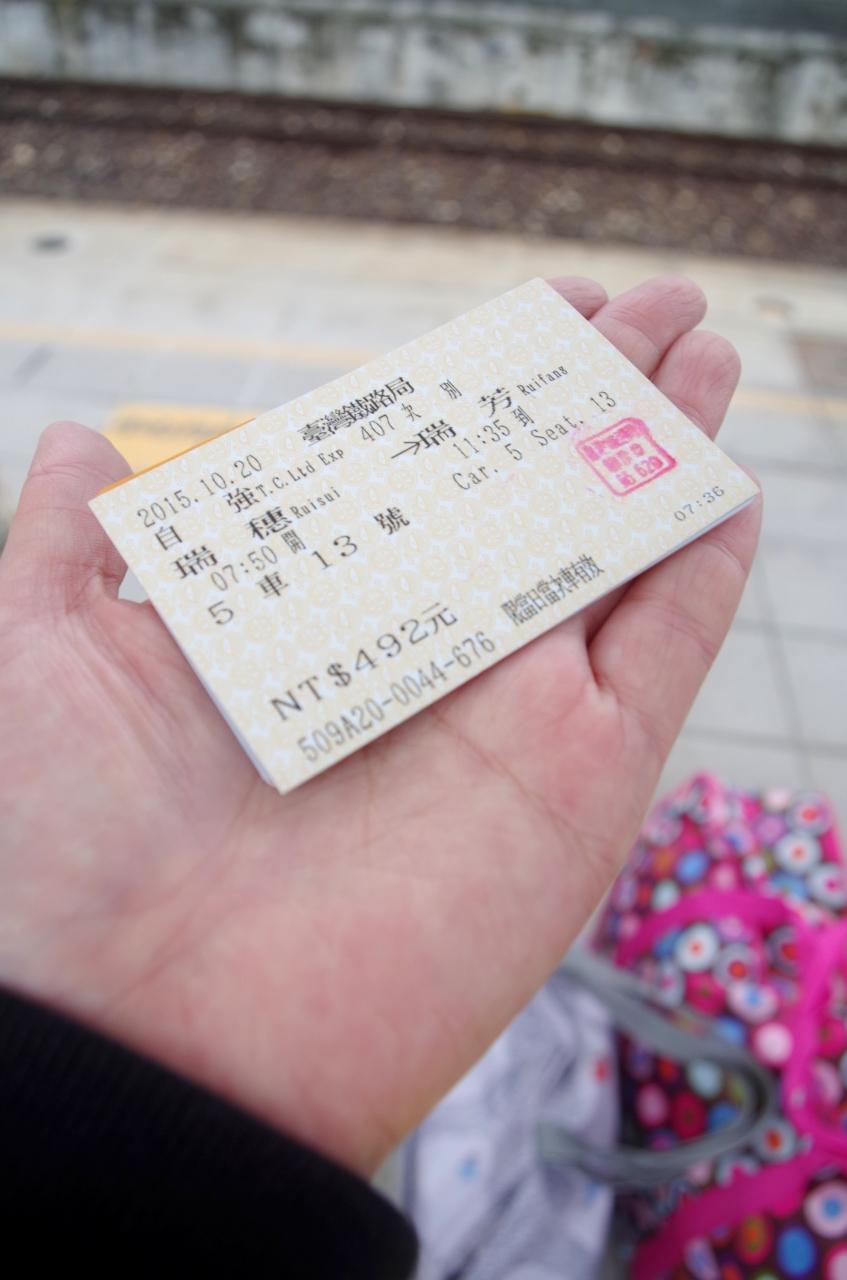 臺灣鐵路局
2015.10.20 407 次 別
自 強 T.C.Ltd Exp
瑞 穗 Ruisui → 瑞 芳 Ruifang
07:50 開 11:35 到
5 車 13 號 Car. 5 Seat. 13
NT$492元 限當日當次車有效 07:36
509A20-0044-676